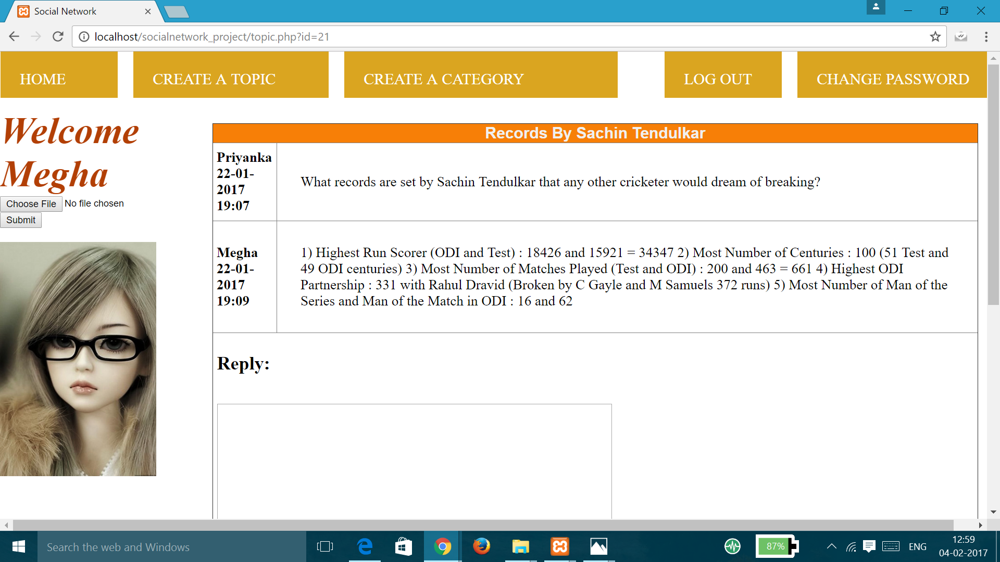 Social Network
localhost/socialnetwork_project/topic.php?id=21
HOME
CREATE A TOPIC
CREATE A CATEGORY
LOG OUT
CHANGE PASSWORD
Welcome
Megha
Choose File No file chosen
Submit
Records By Sachin Tendulkar
Priyanka
22-01-
2017
19:07
What records are set by Sachin Tendulkar that any other cricketer would dream of breaking?
Megha
22-01-
2017
19:09
1) Highest Run Scorer (ODI and Test) : 18426 and 15921 = 34347 2) Most Number of Centuries : 100 (51 Test and
49 ODI centuries) 3) Most Number of Matches Played (Test and ODI) : 200 and 463 = 661 4) Highest ODI
Partnership : 331 with Rahul Dravid (Broken by C Gayle and M Samuels 372 runs) 5) Most Number of Man of the
Series and Man of the Match in ODI : 16 and 62
Reply:
Search the web and Windows
87%
ENG
12:59
04-02-2017